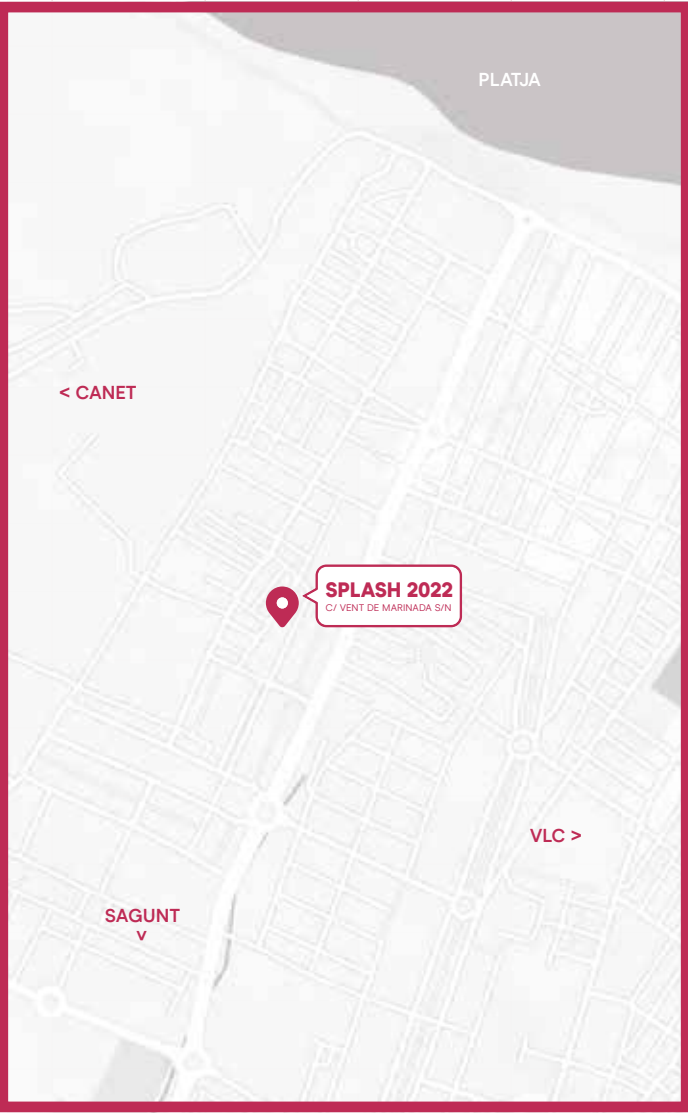 PLATJA
< CANET
SPLASH 2022
C/ VENT DE MARINADA S/N
VLC >
SAGUNT
v